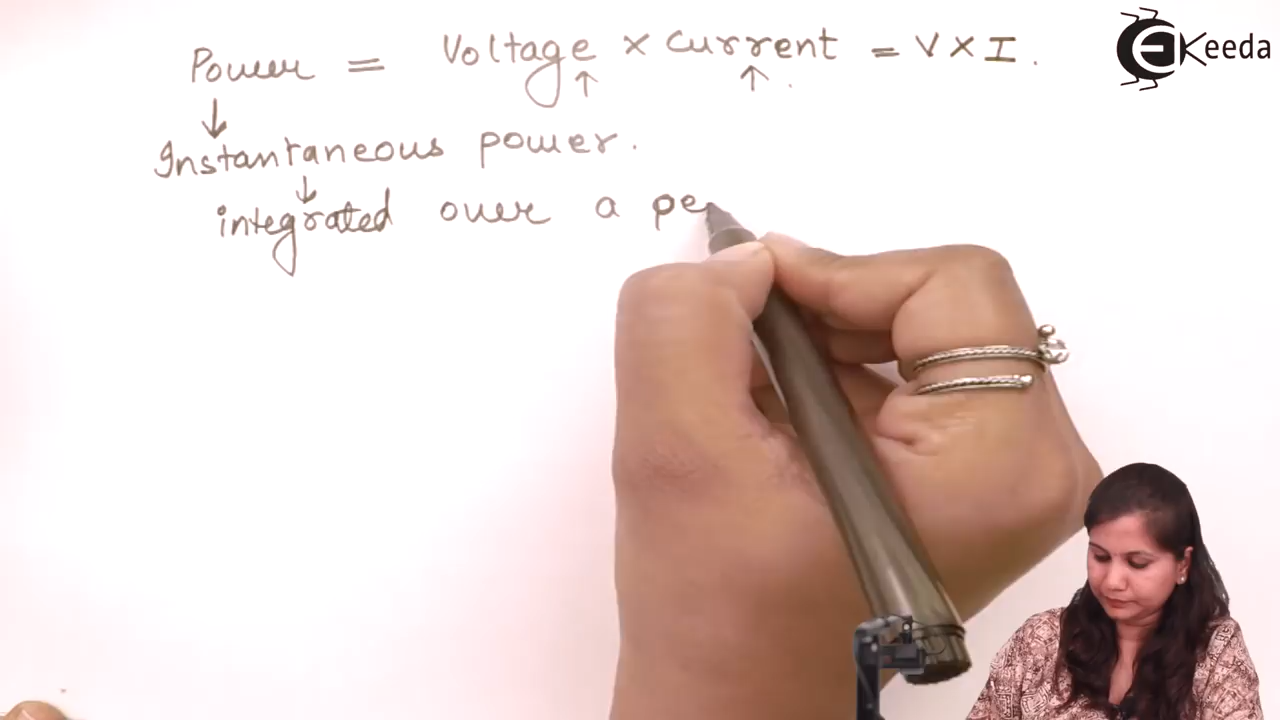 Power = Voltage × Current = V × I.
Instantaneous power.
integrated over a pe
Ekeeda